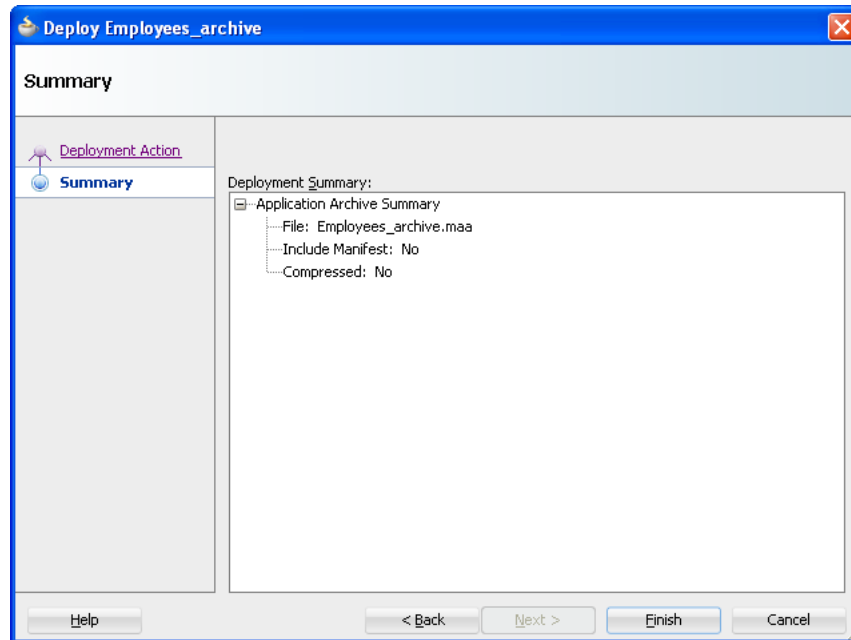 Deploy Employees_archive
Summary
Deployment Action
Summary
Deployment Summary:
Application Archive Summary
File: Employees_archive.maa
Include Manifest: No
Compressed: No
Help
< Back
Next >
Finish
Cancel